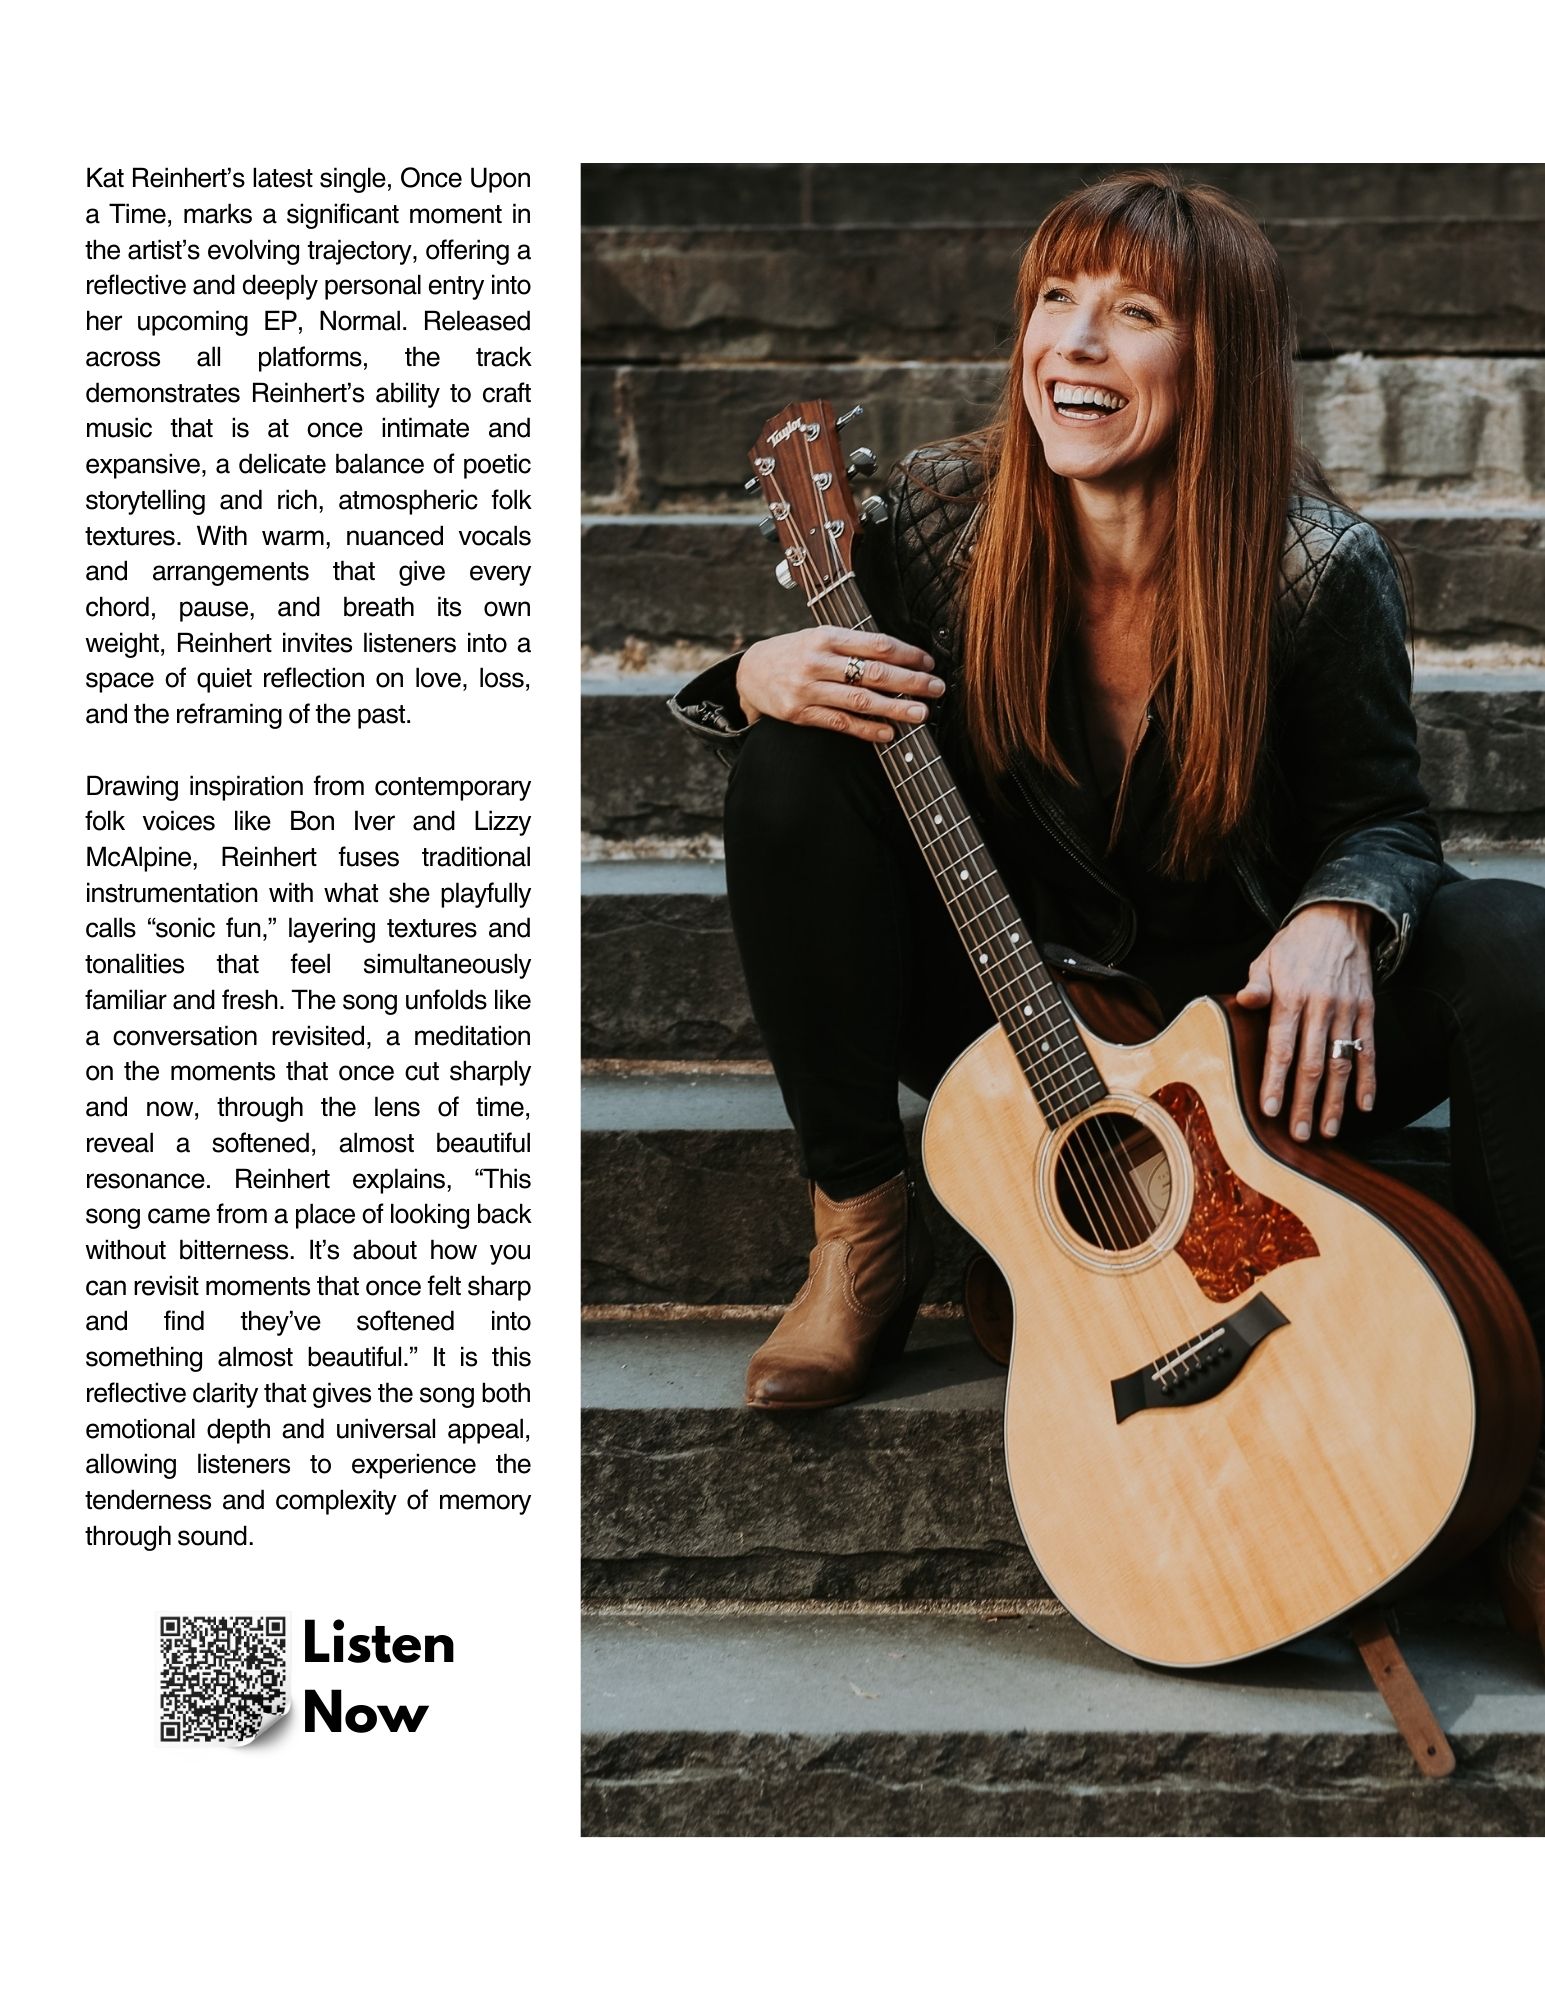 Kat Reinhert’s latest single, Once Upon
a Time, marks a significant moment in
the artist’s evolving trajectory, offering a
reflective and deeply personal entry into
her upcoming EP, Normal. Released
across all platforms, the track
demonstrates Reinhert’s ability to craft
music that is at once intimate and
expansive, a delicate balance of poetic
storytelling and rich, atmospheric folk
textures. With warm, nuanced vocals
and arrangements that give every
chord, pause, and breath its own
weight, Reinhert invites listeners into a
space of quiet reflection on love, loss,
and the reframing of the past.
Drawing inspiration from contemporary
folk voices like Bon Iver and Lizzy
McAlpine, Reinhert fuses traditional
instrumentation with what she playfully
calls “sonic fun,” layering textures and
tonalities that feel simultaneously
familiar and fresh. The song unfolds like
a conversation revisited, a meditation
on the moments that once cut sharply
and now, through the lens of time,
reveal a softened, almost beautiful
resonance. Reinhert explains, “This
song came from a place of looking back
without bitterness. It’s about how you
can revisit moments that once felt sharp
and find they’ve softened into
something almost beautiful.” It is this
reflective clarity that gives the song both
emotional depth and universal appeal,
allowing listeners to experience the
tenderness and complexity of memory
through sound.
Listen
Now
Taylor